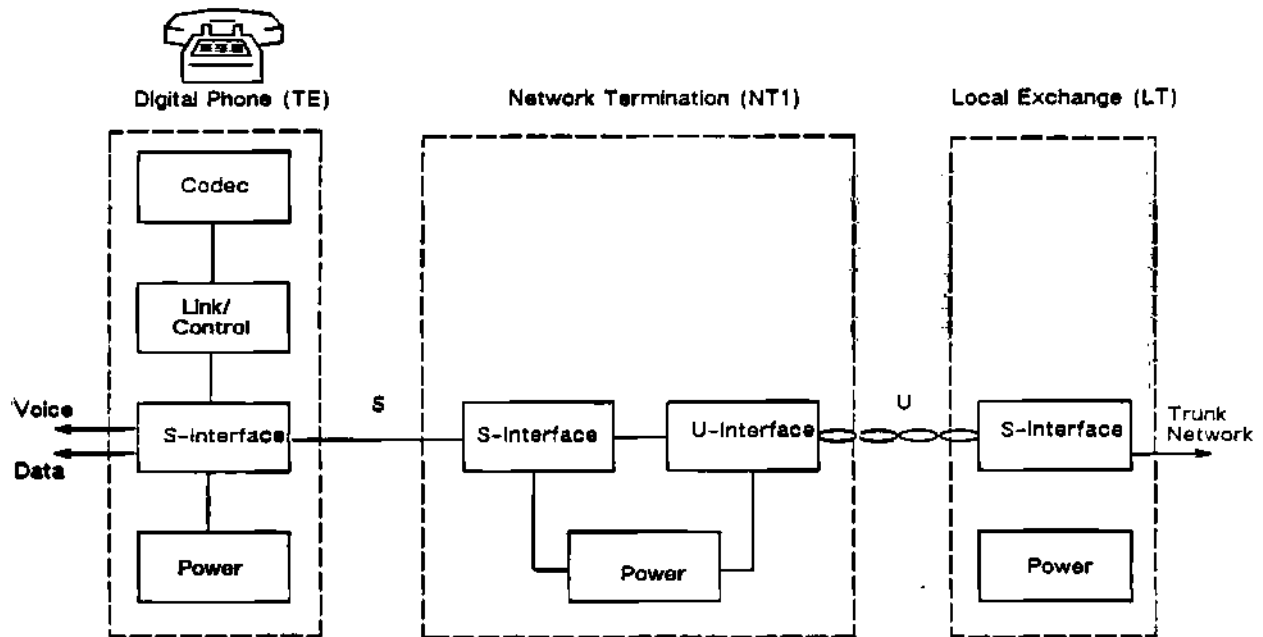 Digital Phone (TE)
Network Termination (NT1)
Local Exchange (LT)
Codec
Link/
Control
Voice
Data
S-Interface
S
S-Interface
U-Interface
U
S-Interface
Trunk
Network
Power
Power
Power